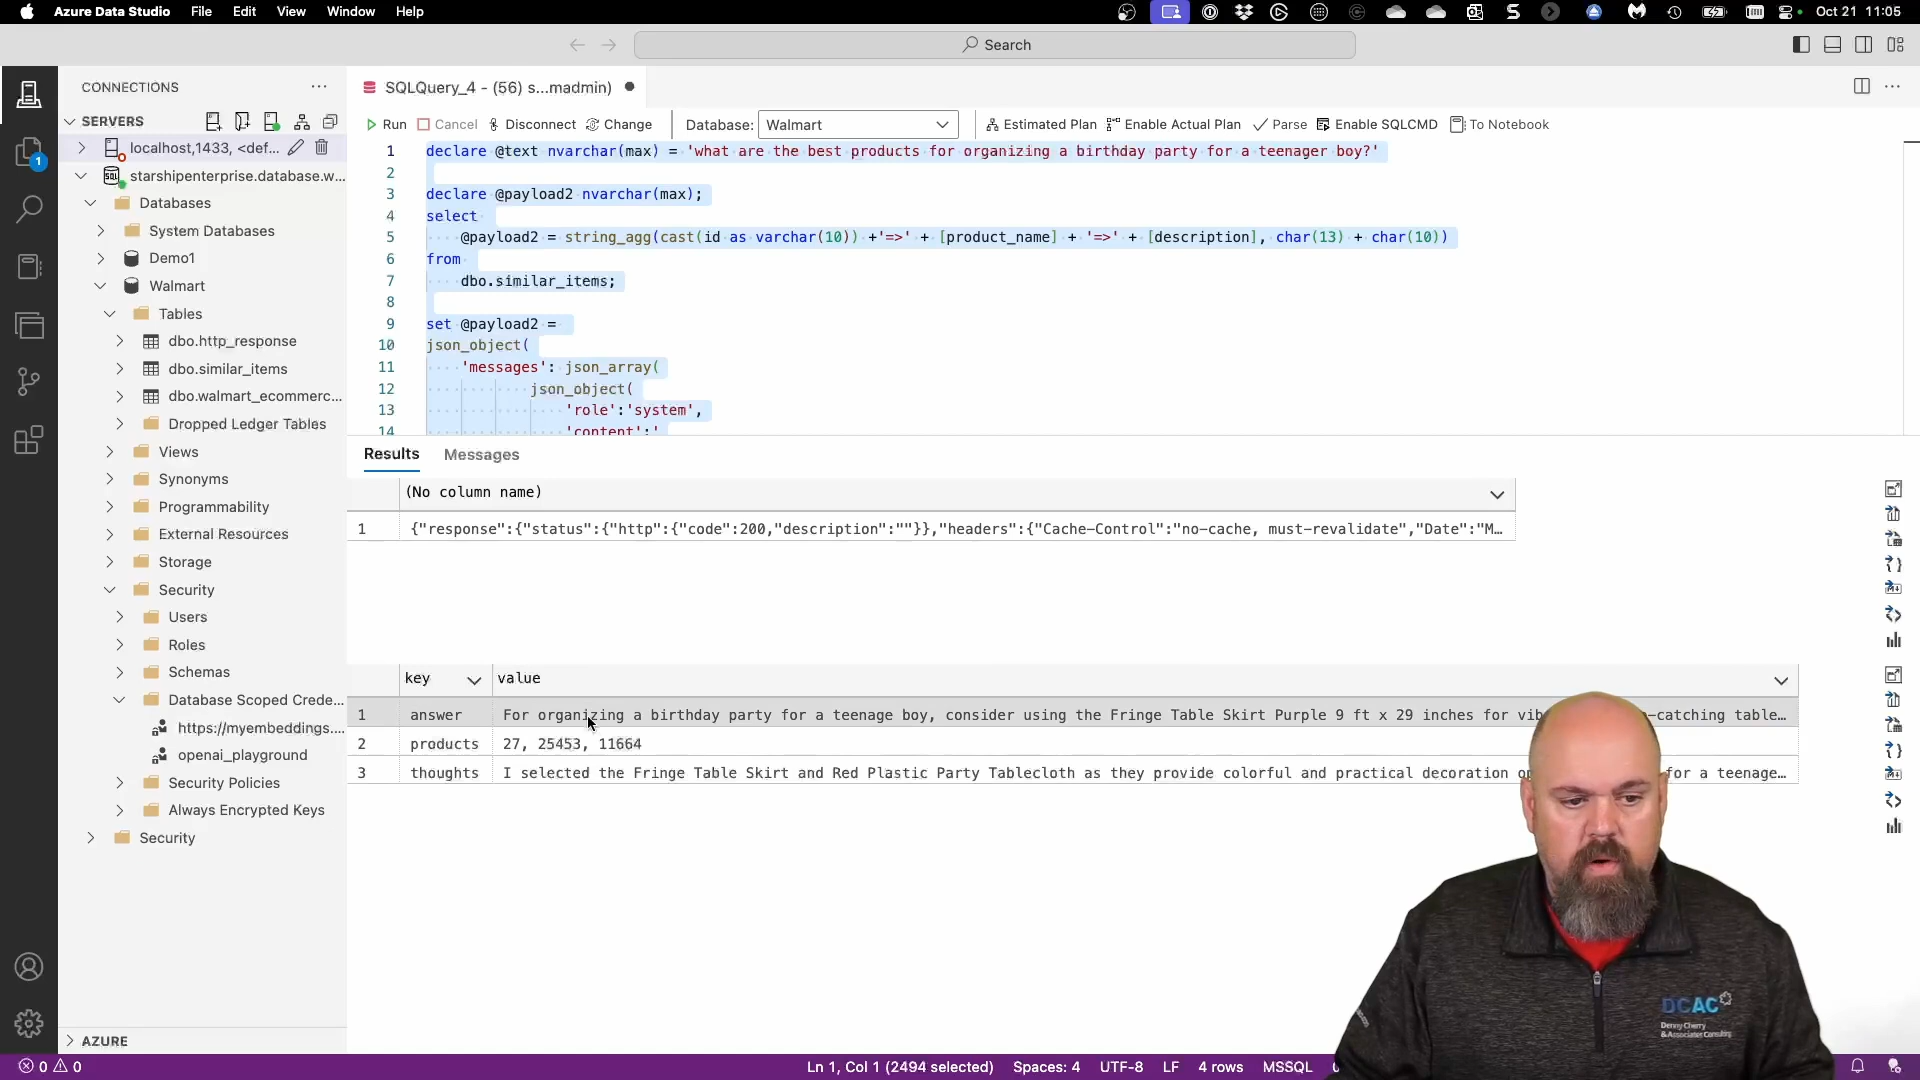 Azure Data Studio File Edit View Window Help
Oct 21 11:05
Search
CONNECTIONS
SERVERS
localhost,1433, <def...
starshipenterprise.database.w...
Databases
System Databases
Demo1
Walmart
Tables
dbo.http_response
dbo.similar_items
dbo.walmart_ecommerc...
Dropped Ledger Tables
Views
Synonyms
Programmability
External Resources
Storage
Security
Users
Roles
Schemas
Database Scoped Crede...
https://myembeddings....
openai_playground
Security Policies
Always Encrypted Keys
Security
AZURE
1
SQLQuery_4 - (56) s...madmin)
Run Cancel Disconnect Change Database: Walmart Estimated Plan Enable Actual Plan Parse Enable SQLCMD To Notebook
1 declare @text nvarchar(max) = 'what are the best products for organizing a birthday party for a teenager boy?'
2
3 declare @payload2 nvarchar(max);
4 select
5 @payload2 = string_agg(cast(id as varchar(10)) +'=>' + [product_name] + '=>' + [description], char(13) + char(10))
6 from
7 dbo.similar_items;
8
9 set @payload2 =
10 json_object(
11 'messages': json_array(
12 json_object(
13 'role':'system',
14 'content':'
Results Messages
(No column name)
1 {"response":{"status":{"http":{"code":200,"description":""}},"headers":{"Cache-Control":"no-cache, must-revalidate","Date":"M...
key value
1 answer For organizing a birthday party for a teenage boy, consider using the Fringe Table Skirt Purple 9 ft x 29 inches for -catching table...
2 products 27, 25453, 11664
3 thoughts I selected the Fringe Table Skirt and Red Plastic Party Tablecloth as they provide colorful and practical decoration for a teenage...
DCAC
Denny Cherry
& Associates Consulting
0 0 Ln 1, Col 1 (2494 selected) Spaces: 4 UTF-8 LF 4 rows MSSQL